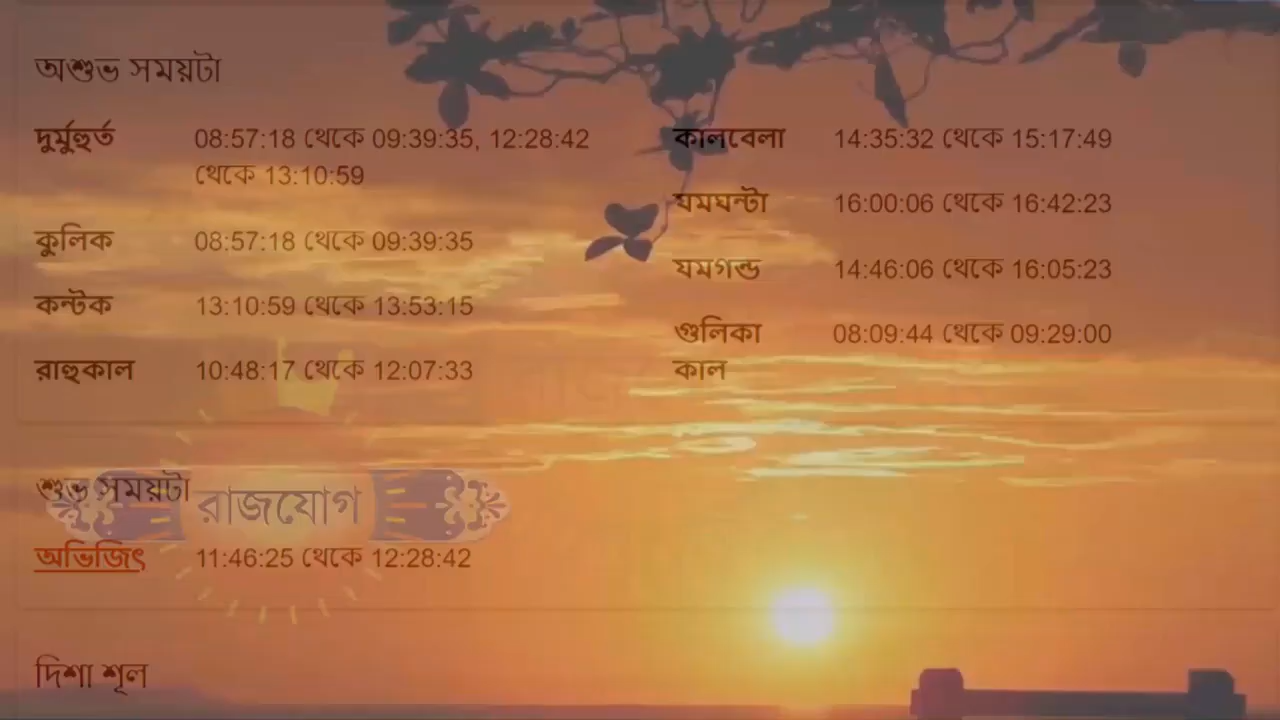 অশুভ সময়টা
দুর্মুহুর্ত 08:57:18 থেকে 09:39:35, 12:28:42
থেকে 13:10:59
কুলিক 08:57:18 থেকে 09:39:35
কন্টক 13:10:59 থেকে 13:53:15
রাহুকাল 10:48:17 থেকে 12:07:33
কালবেলা 14:35:32 থেকে 15:17:49
যমঘন্টা 16:00:06 থেকে 16:42:23
যমগন্ড 14:46:06 থেকে 16:05:23
গুলিকা 08:09:44 থেকে 09:29:00
কাল
শুভ সময়টা
রাজযোগ
অভিজিৎ 11:46:25 থেকে 12:28:42
দিশা শূল